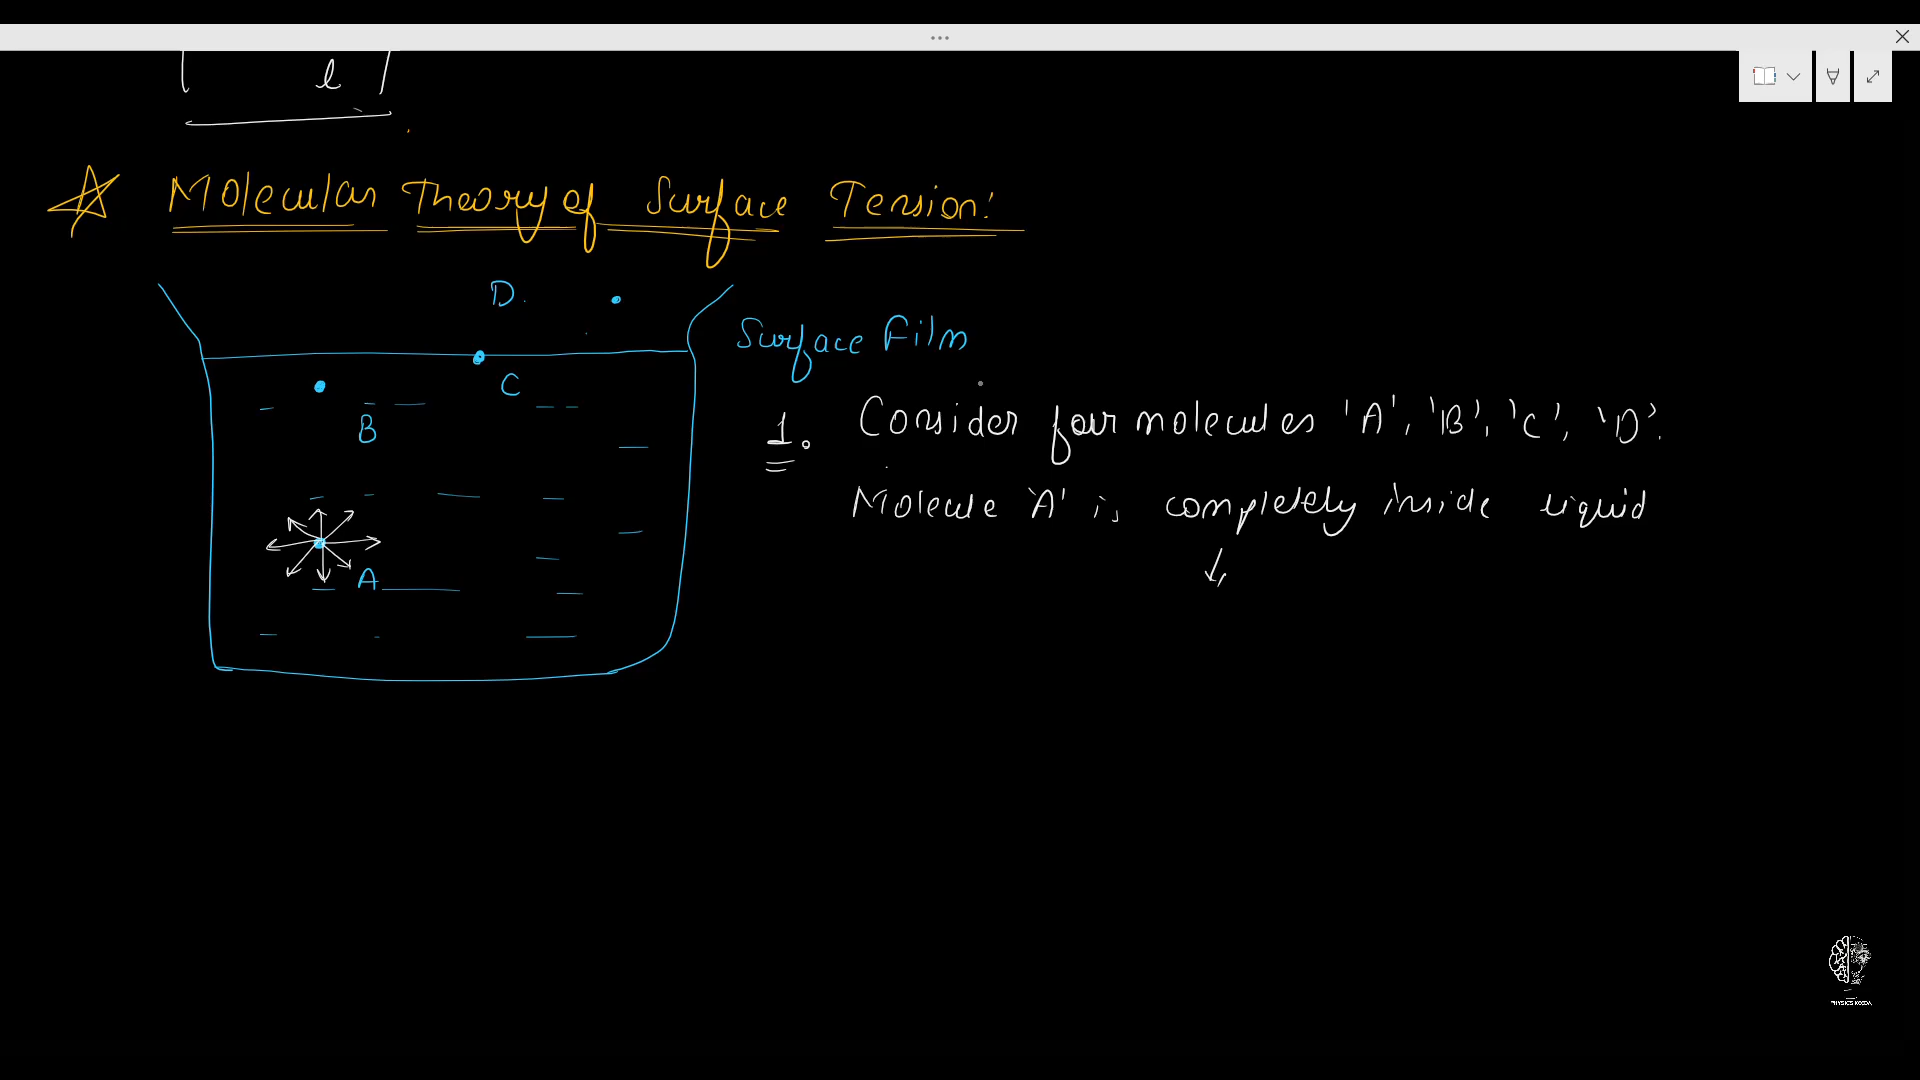 l
Molecular Theory of Surface Tension:
D.
Surface Film
C
B
1. Consider four molecules 'A', 'B', 'C', 'D'.
Molecule 'A' is completely inside liquid
A